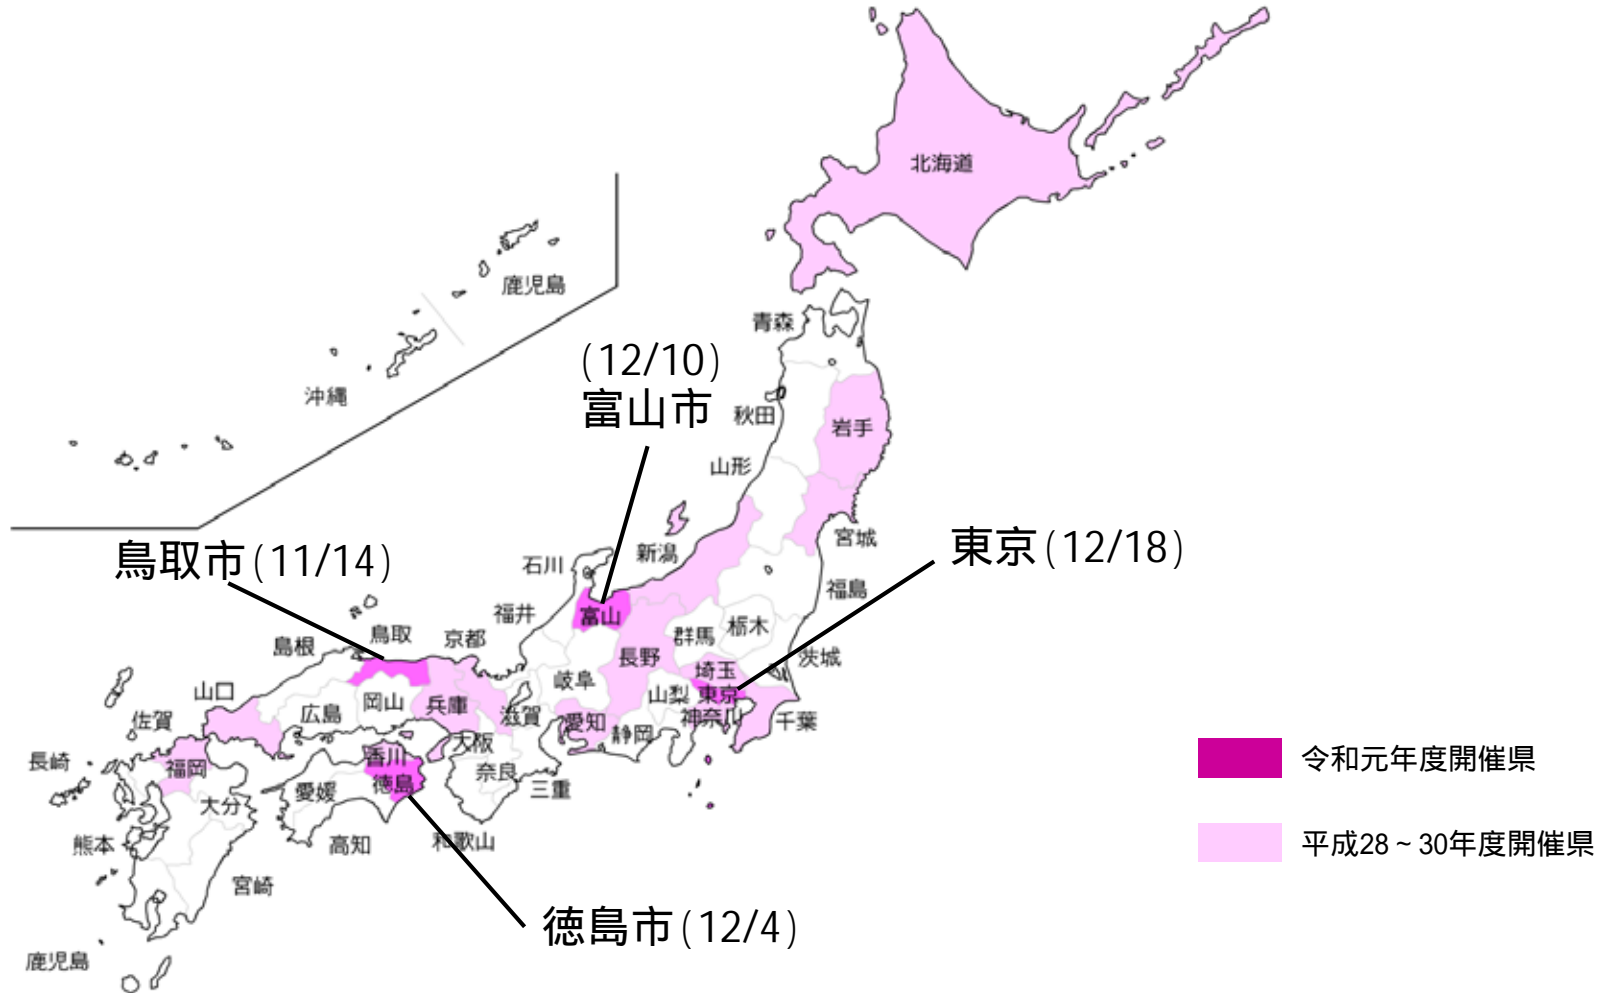 北海道
鹿児島
青森
沖縄
(12/10)
富山市
秋田
岩手
山形
宮城
新潟
石川
鳥取市(11/14)
東京(12/18)
福島
福井
富山
栃木
群馬
鳥取
京都
島根
長野
茨城
埼玉
岐阜
山梨
東京
山口
岡山
兵庫
滋賀
愛知
神奈川
千葉
広島
佐賀
静岡
大阪
香川
長崎
福岡
奈良
徳島
三重
愛媛
大分
熊本
高知
和歌山
宮崎
徳島市(12/4)
鹿児島
令和元年度開催県
平成28~30年度開催県